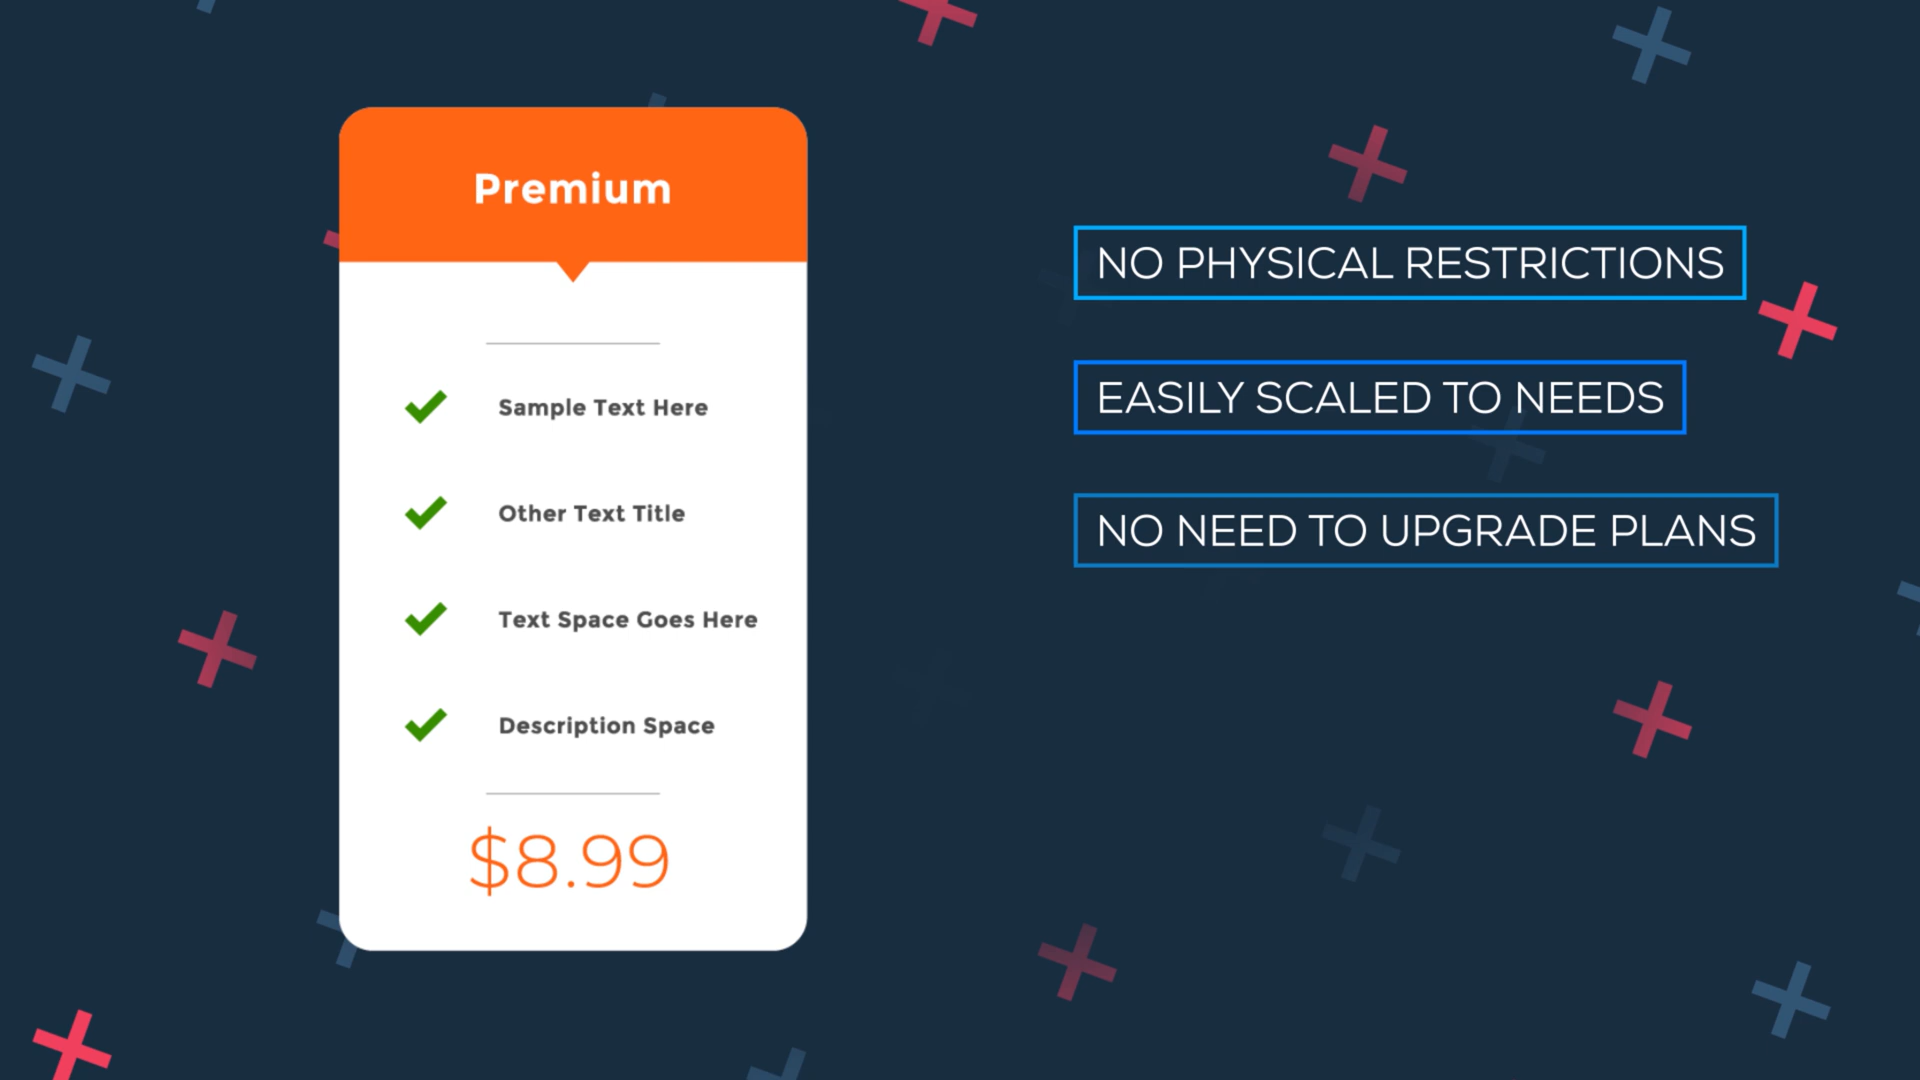 Premium
Sample Text Here
Other Text Title
Text Space Goes Here
Description Space
$8.99
NO PHYSICAL RESTRICTIONS
EASILY SCALED TO NEEDS
NO NEED TO UPGRADE PLANS